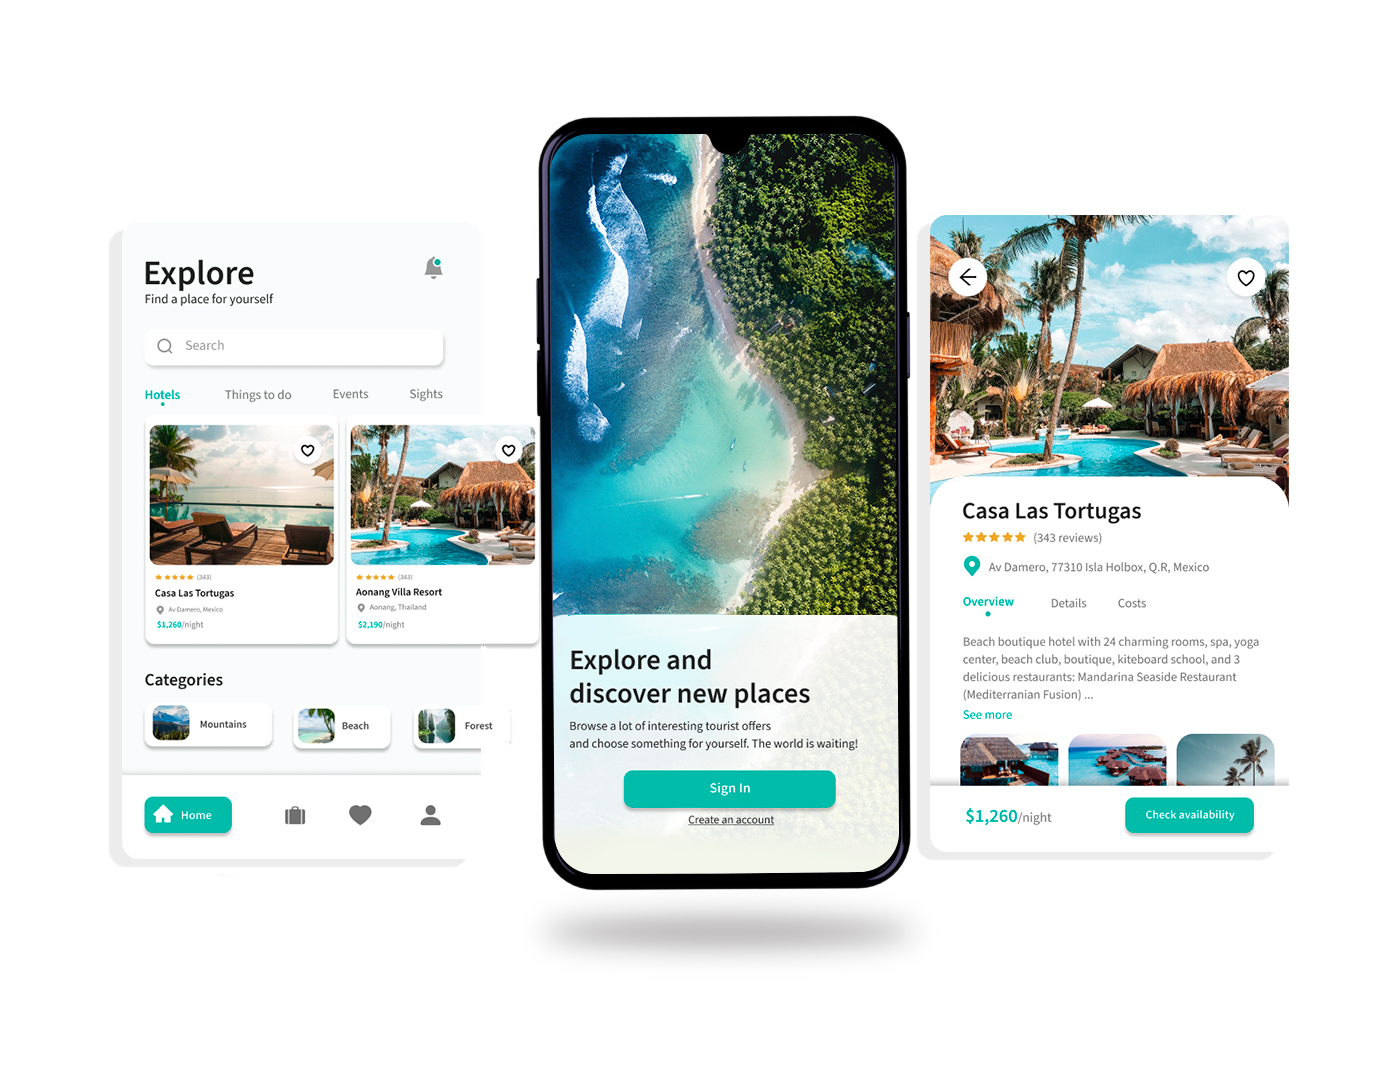 Explore
Find a place for yourself
Search
Hotels
Things to do
Events
Sights
(343)
Casa Las Tortugas
Av Damero, Mexico
$1,260/night
(343)
Aonang Villa Resort
Aonang, Thailand
$2,190/night
Categories
Mountains
Beach
Forest
Home
Explore and
discover new places
Browse a lot of interesting tourist offers
and choose something for yourself. The world is waiting!
Sign In
Create an account
Casa Las Tortugas
(343 reviews)
Av Damero, 77310 Isla Holbox, Q.R, Mexico
Overview
Details
Costs
Beach boutique hotel with 24 charming rooms, spa, yoga
center, beach club, boutique, kiteboard school, and 3
delicious restaurants: Mandarina Seaside Restaurant
(Mediterranian Fusion) ...
See more
$1,260/night
Check availability